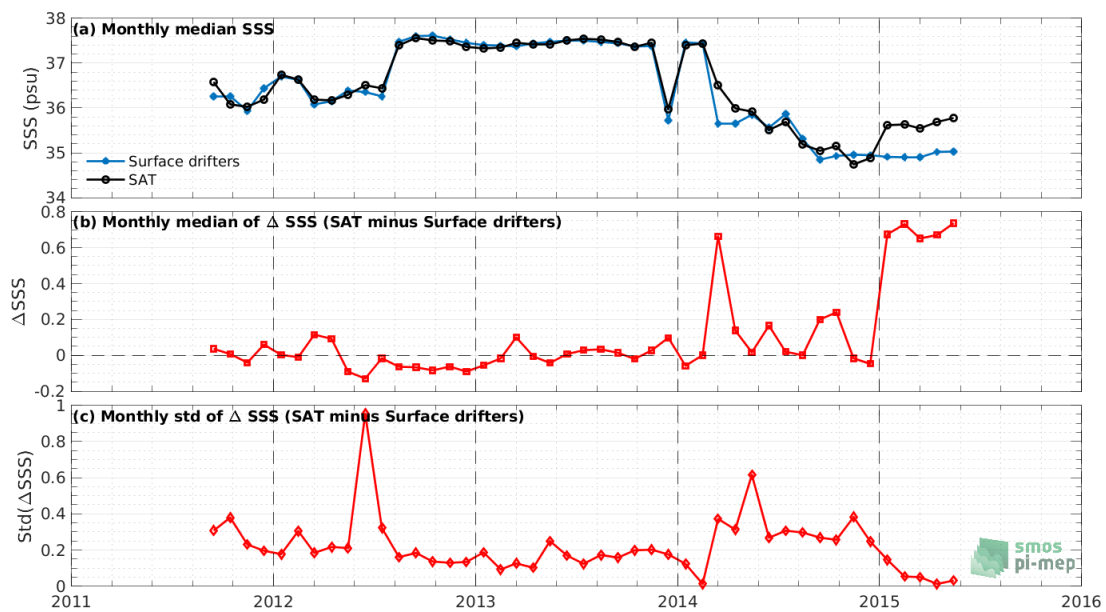 (a) Monthly median SSS
38
37
36
35
34
SSS (psu)
Surface drifters
SAT
(b) Monthly median of Δ SSS (SAT minus Surface drifters)
0.8
0.6
0.4
0.2
0
-0.2
ΔSSS
(c) Monthly std of Δ SSS (SAT minus Surface drifters)
1
0.8
0.6
0.4
0.2
0
Std(ΔSSS)
smos
pi-mep
2011 2012 2013 2014 2015 2016